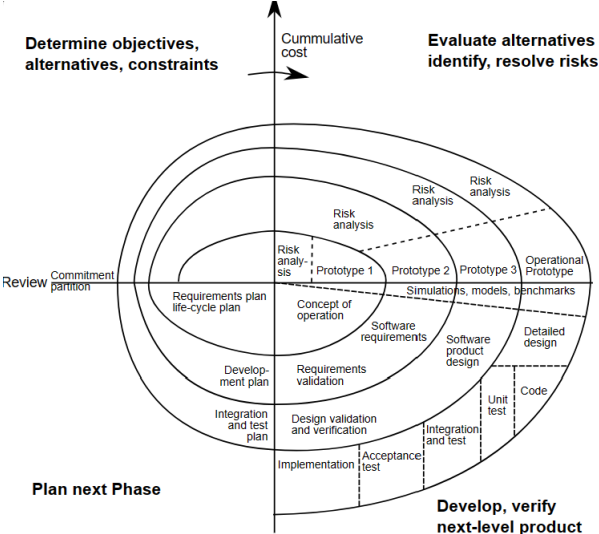 Determine objectives,
alternatives, constraints
Cummulative
cost
Evaluate alternatives
identify, resolve risks
Risk
analysis
Risk
analysis
Risk
analysis
Risk
analy-
sis
Prototype 1
Prototype 2
Prototype 3
Operational
Prototype
Review
Commitment
partition
Simulations, models, benchmarks
Requirements plan
life-cycle plan
Concept of
operation
Software
requirements
Software
product
design
Detailed
design
Develop-
ment plan
Requirements
validation
Unit
test
Code
Integration
and test
plan
Design validation
and verification
Integration
and test
Acceptance
test
Implementation
Plan next Phase
Develop, verify
next-level product